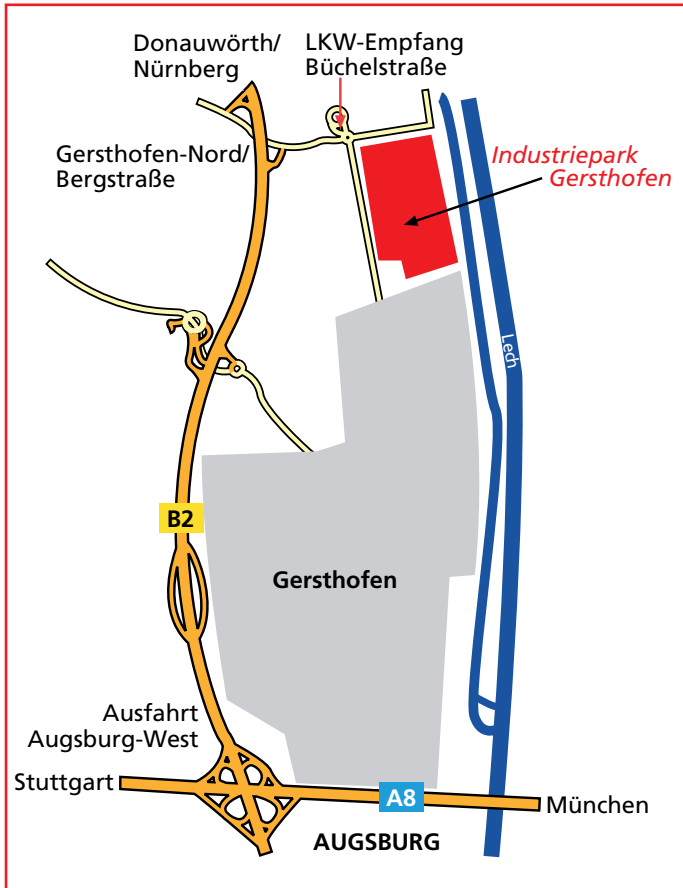 Donauwörth/
Nürnberg
LKW-Empfang
Büchelstraße
Gersthofen-Nord/
Bergstraße
Industriepark
Gersthofen
Lech
B2
Gersthofen
Ausfahrt
Augsburg-West
Stuttgart
A8
München
AUGSBURG